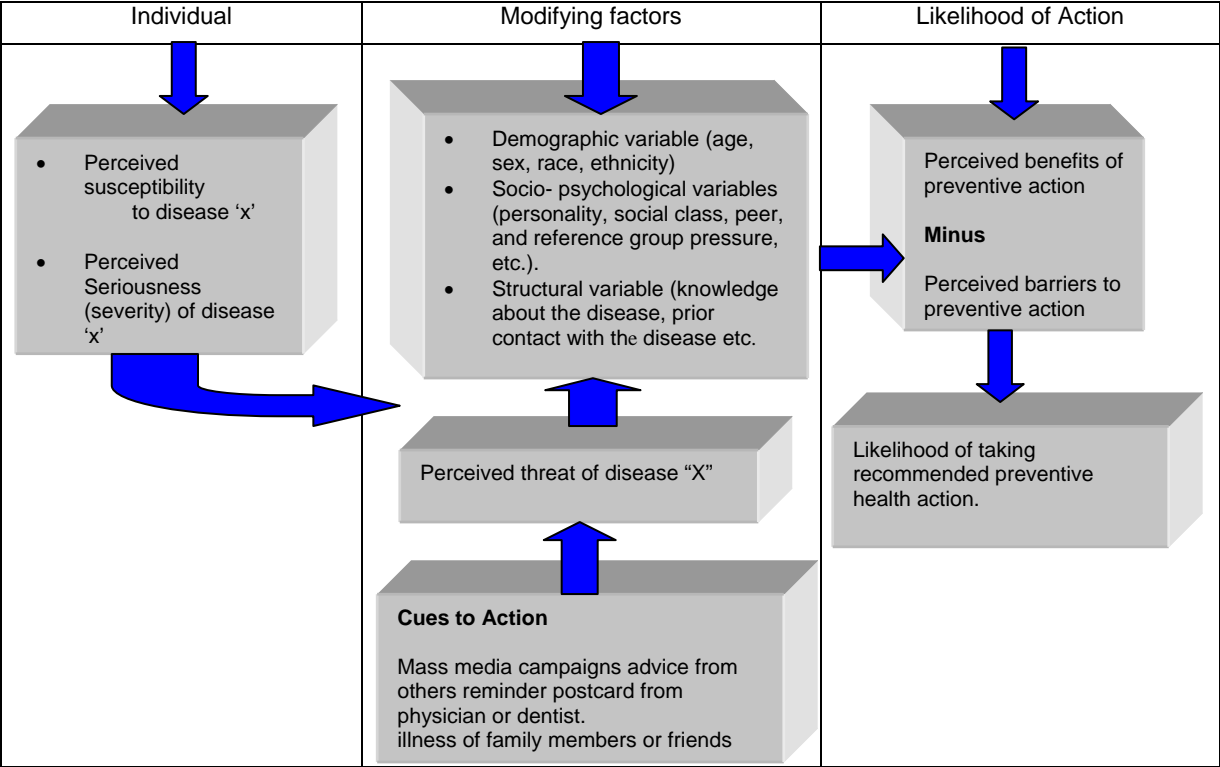 Individual
Modifying factors
Likelihood of Action
• Perceived
susceptibility
to disease ‘x’
• Perceived
Seriousness
(severity) of disease
‘x’
• Demographic variable (age,
sex, race, ethnicity)
• Socio- psychological variables
(personality, social class, peer,
and reference group pressure,
etc.).
• Structural variable (knowledge
about the disease, prior
contact with the disease etc.
Perceived threat of disease “X”
Cues to Action
Mass media campaigns advice from
others reminder postcard from
physician or dentist.
illness of family members or friends
Perceived benefits of
preventive action
Minus
Perceived barriers to
preventive action
Likelihood of taking
recommended preventive
health action.